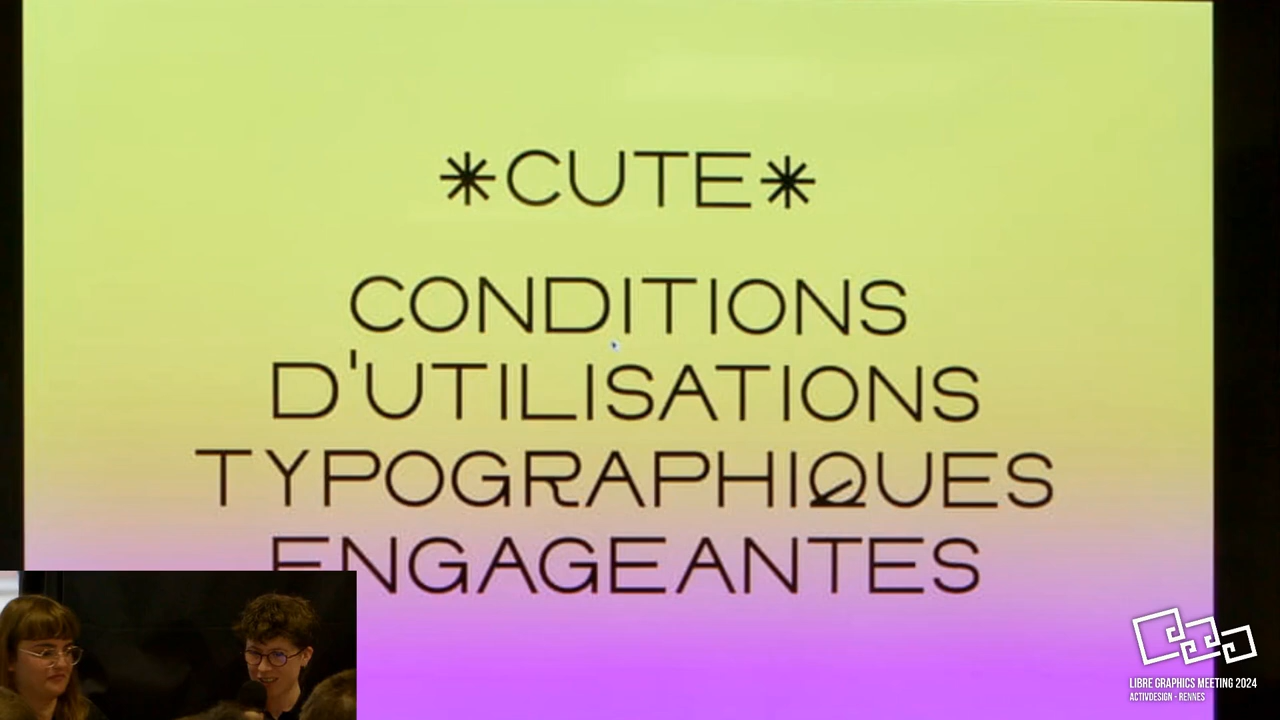 *CUTE*
CONDITIONS
D'UTILISATIONS
TYPOGRAPHIQUES
ENGAGEANTES
LIBRE GRAPHICS MEETING 2024
ACTIVDESIGN - RENNES